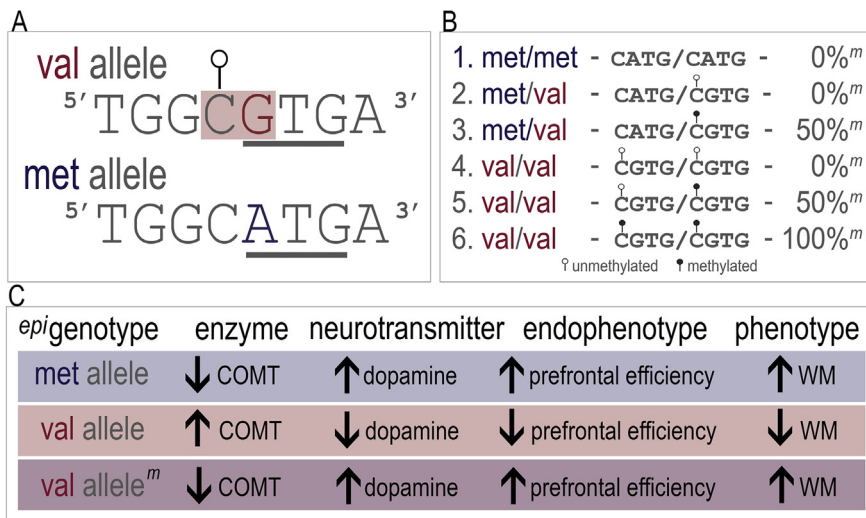 A
val allele
5′TGGCGTGA 3′
met allele
5′TGGCATGA 3′
B
1. met/met - CATG/CATG - 0%m
2. met/val - CATG/CGTG - 0%m
3. met/val - CATG/CGTG - 50%m
4. val/val - CGTG/CGTG - 0%m
5. val/val - CGTG/CGTG - 50%m
6. val/val - CGTG/CGTG - 100%m
unmethylated methylated
C
epigenotype enzyme neurotransmitter endophenotype phenotype
met allele ↓ COMT ↑ dopamine ↑ prefrontal efficiency ↑ WM
val allele ↑ COMT ↓ dopamine ↓ prefrontal efficiency ↓ WM
val allelem ↓ COMT ↑ dopamine ↑ prefrontal efficiency ↑ WM